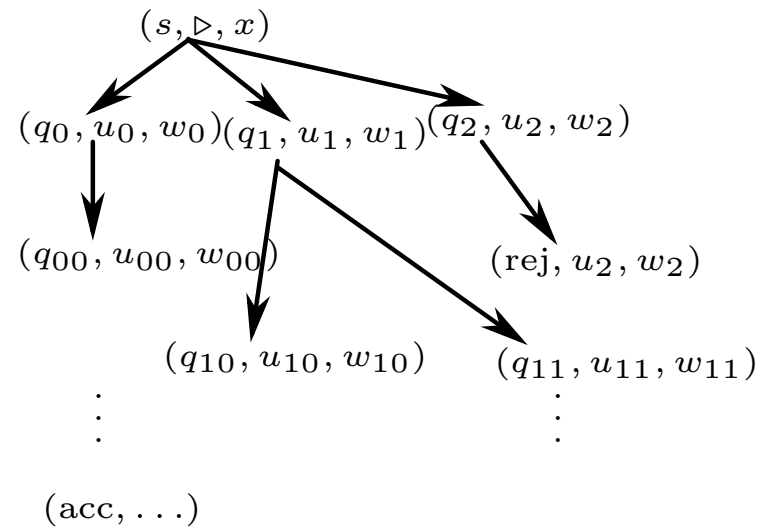 (s, ▷, x)
(q₀, u₀, w₀) (q₁, u₁, w₁) (q₂, u₂, w₂)
(q₀₀, u₀₀, w₀₀) (rej, u₂, w₂)
(q₁₀, u₁₀, w₁₀) (q₁₁, u₁₁, w₁₁)
⋮ ⋮
(acc, . . .)